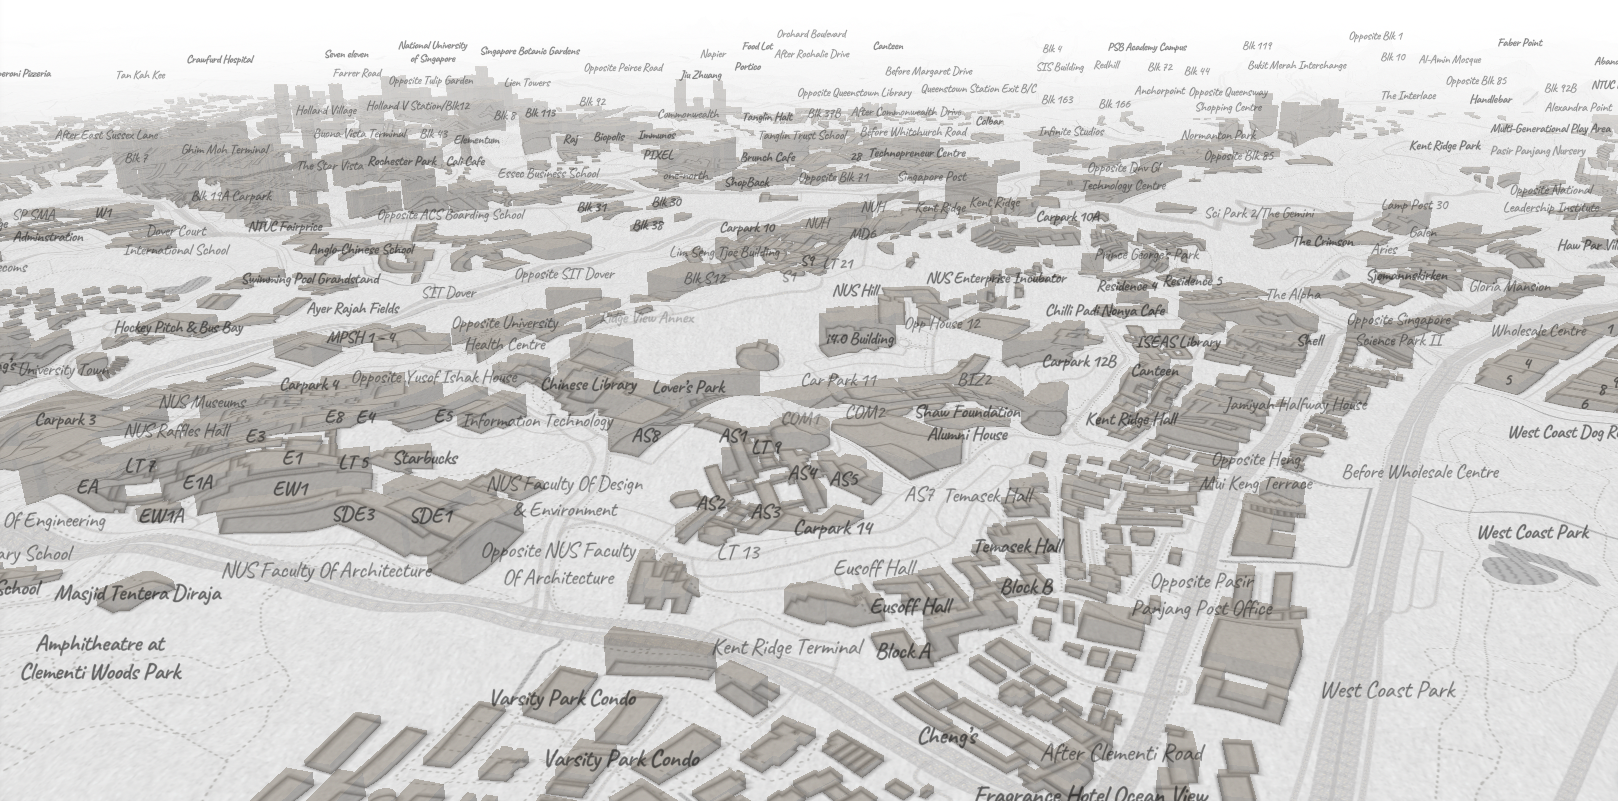 Orchard Boulevard
Opposite Blk 1
Faber Point
National University
of Singapore
Food Lot
Canteen
Blk 4
PSB Academy Campus
Blk 119
Seven eleven
Singapore Botanic Gardens
Napier
After Rochalie Drive
Crawfurd Hospital
Blk 10
Al-Amin Mosque
Portico
SIS Building
Redhill
Blk 72
Blk 44
Bukit Merah Interchange
Tan Kah Kee
Farrer Road
Opposite Peirce Road
Jiu Zhuang
Before Margaret Drive
Opposite Tulip Garden
Lien Towers
Opposite Blk 85
Opposite Queenstown Library
Queenstown Station Exit B/C
Anchorpoint
Opposite Queensway
Shopping Centre
Blk 92B
Holland Village
Holland V Station/Blk12
Blk 92
Blk 163
Blk 166
The Interlace
Handlebar
Alexandra Point
Blk 8
Blk 113
Commonwealth
Tanglin Halt
Blk 37B
After Commonwealth Drive
Colbar
After East Sussex Lane
Buona Vista Terminal
Blk 43
Elementum
Raj
Biopolis
Immunos
Tanglin Trust School
Before Whitchurch Road
Infinite Studios
Normanton Park
Multi-Generational Play Area
Blk 7
Ghim Moh Terminal
The Star Vista
Rochester Park
Cali Cafe
PIXEL
Brunch Cafe
28
Technopreneur Centre
Opposite Blk 85
Kent Ridge Park
Pasir Panjang Nursery
Essec Business School
one-north
ShopBack
Opposite Blk 71
Singapore Post
Technology Centre
Opposite National
Leadership Institute
Blk 19A Carpark
SP SMA
W1
Opposite ACS Boarding School
Blk 31
Blk 30
Blk 38
NUH
Kent Ridge
Kent Ridge
Carpark 10A
Sci Park 2/The Gemini
Lamp Post 30
Adminstration
Dover Court
International School
NTUC Fairprice
Carpark 10
NUH
MD6
Galen
The Crimson
Aries
Anglo-Chinese School
Lim Seng Tjoe Building
S9
LT 21
Prince George's Park
Swimming Pool Grandstand
SIT Dover
Opposite SIT Dover
Blk S12
S1
NUS Hill
NUS Enterprise Incubator
Residence 4
Residence 5
Sjømannskirken
Gloria Mansion
The Alpha
Ayer Rajah Fields
Hockey Pitch & Bus Bay
Ridge View Annex
Opp House 12
Chilli Padi Nonya Cafe
Opposite Singapore
Science Park II
Wholesale Centre
MPSH 1 – 4
Opposite University
Health Centre
I4.0 Building
ISEAS Library
Shell
University Town
Carpark 12B
Canteen
4
5
6
8
Carpark 4
Opposite Yusof Ishak House
Chinese Library
Lover's Park
Car Park 11
BIZ2
NUS Museums
Carpark 3
NUS Raffles Hall
E8
E4
E5
Information Technology
COM1
COM2
Shaw Foundation
Alumni House
Kent Ridge Hall
Jamiyah Halfway House
E3
AS8
AS1
LT 9
LT 7
E1
LT 5
Starbucks
Opposite Heng
Mui Keng Terrace
Before Wholesale Centre
EA
E1A
EW1
NUS Faculty Of Design
& Environment
AS4
AS5
AS2
AS3
AS7
Temasek Hall
EW1A
SDE3
SDE1
Carpark 14
Of Engineering
West Coast Park
LT 13
Temasek Hall
NUS Faculty Of Architecture
Opposite NUS Faculty
Of Architecture
Eusoff Hall
Block B
Opposite Pasir
Panjang Post Office
Masjid Tentera Diraja
Eusoff Hall
Amphitheatre at
Clementi Woods Park
Kent Ridge Terminal
Block A
Varsity Park Condo
West Coast Park
Cheng's
After Clementi Road
Varsity Park Condo
Fragrance Hotel Ocean View